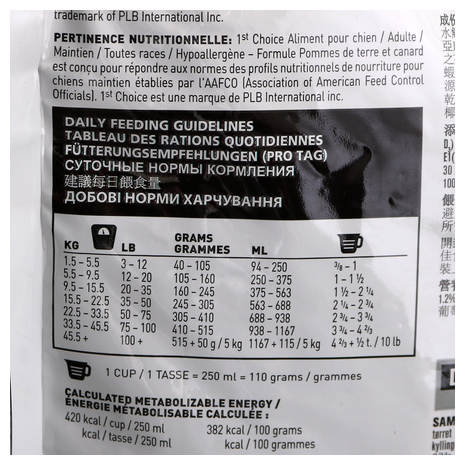 trademark of PLB International Inc.
PERTINENCE NUTRITIONNELLE: 1st Choice Aliment pour chien / Adulte /
Maintien / Toutes races / Hypoallergène – Formule Pommes de terre et canard
est conçu pour répondre aux normes des profils nutritionnels de nourriture pour
chiens maintien établies par l'AAFCO (Association of American Feed Control
Officials). 1st Choice est une marque de PLB International inc.
DAILY FEEDING GUIDELINES
TABLEAU DES RATIONS QUOTIDIENNES
FÜTTERUNGSEMPFEHLUNGEN (PRO TAG)
СУТОЧНЫЕ НОРМЫ КОРМЛЕНИЯ
建議每日餵食量
ДОБОВІ НОРМИ ХАРЧУВАННЯ
KG LB GRAMS GRAMMES ML
1.5 - 5.5 3 - 12 40 - 105 94 - 250 3/8 - 1
5.5 - 9.5 12 - 20 105 - 160 250 - 375 1 - 1 1/2
9.5 - 15.5 20 - 35 160 - 245 375 - 563 1 1/2 - 2 1/4
15.5 - 22.5 35 - 50 245 - 305 563 - 688 2 1/4 - 2 3/4
22.5 - 33.5 50 - 75 305 - 410 688 - 938 2 3/4 - 3 3/4
33.5 - 45.5 75 - 100 410 - 515 938 - 1167 3 3/4 - 4 2/3
45.5 + 100 + 515 + 50 g / 5 kg 1167 + 115 / 5 kg 4 2/3 + 1/2 t. / 10 lb
1 CUP / 1 TASSE = 250 ml = 110 grams / grammes
CALCULATED METABOLIZABLE ENERGY /
ÉNERGIE MÉTABOLISABLE CALCULÉE :
420 kcal / cup / 250 ml 382 kcal / 100 grams
kcal / tasse / 250 ml kcal / 100 grammes